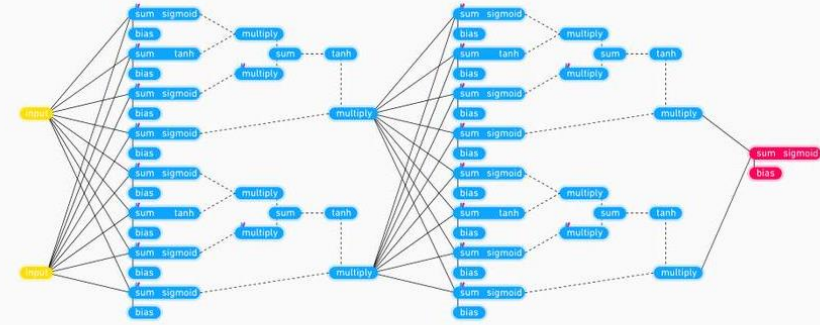 sum sigmoid sum sigmoid
bias multiply bias multiply
sum tanh sum tanh sum tanh sum tanh
bias multiply bias multiply
sum sigmoid sum sigmoid
input bias multiply bias multiply
sum sigmoid sum sigmoid
bias bias sum sigmoid
sum sigmoid sum sigmoid bias
bias multiply bias multiply
sum tanh sum tanh sum tanh sum tanh
bias multiply bias multiply
sum sigmoid sum sigmoid
input bias multiply bias multiply
sum sigmoid sum sigmoid
bias bias